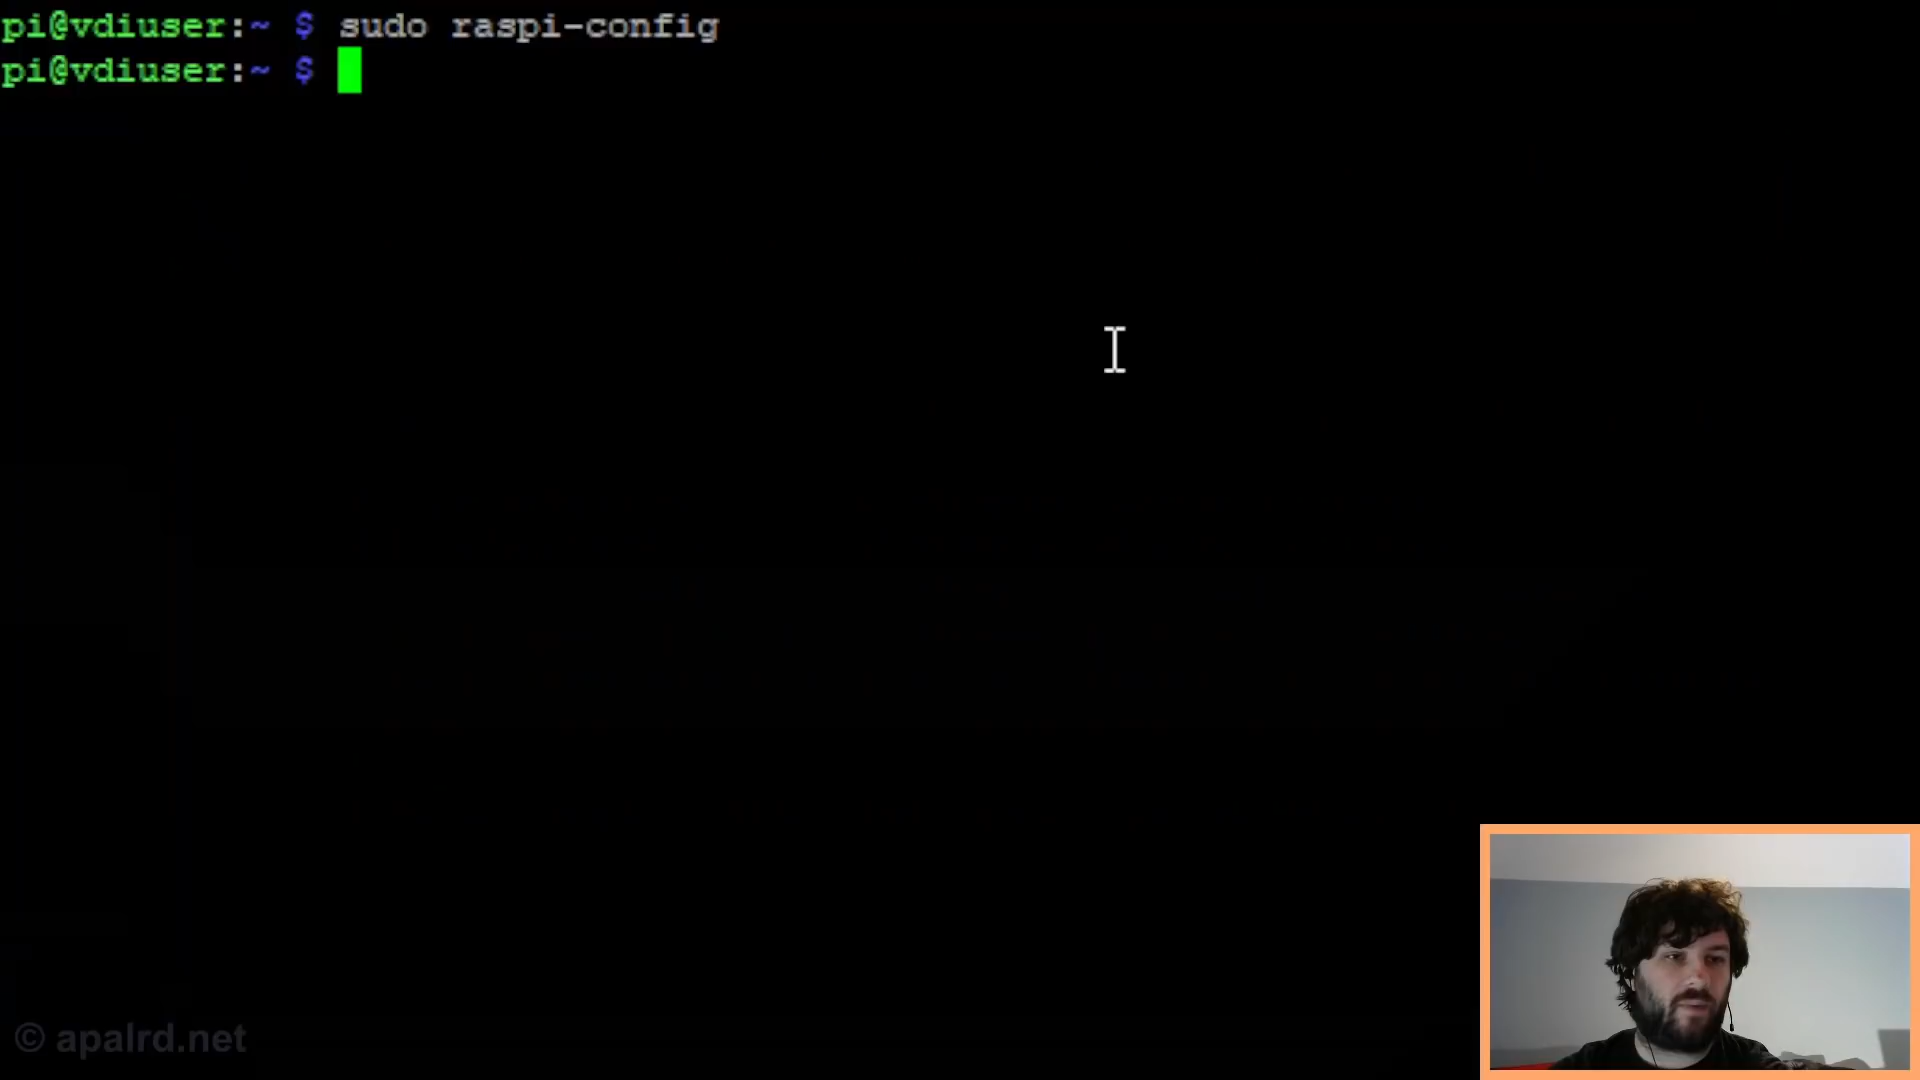 pi@vdiuser:~ $ sudo raspi-config
pi@vdiuser:~ $
© apalrd.net